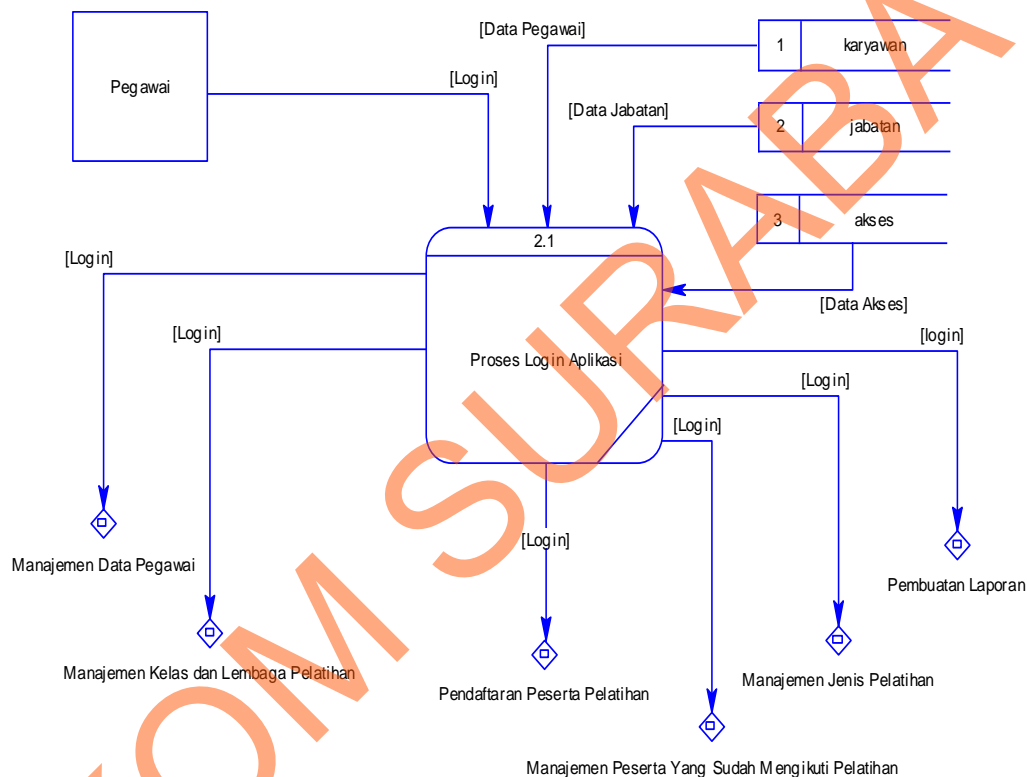 [Data Pegawai]
1 karyawan
Pegawai
[Login]
[Data Jabatan]
2 jabatan
3 akses
2.1
[Login]
[Data Akses]
[Login]
[login]
Proses Login Aplikasi
[Login]
[Login]
[Login]
Manajemen Data Pegawai
Pembuatan Laporan
Manajemen Kelas dan Lembaga Pelatihan
Manajemen Jenis Pelatihan
Pendaftaran Peserta Pelatihan
Manajemen Peserta Yang Sudah Mengikuti Pelatihan
OM SURABA